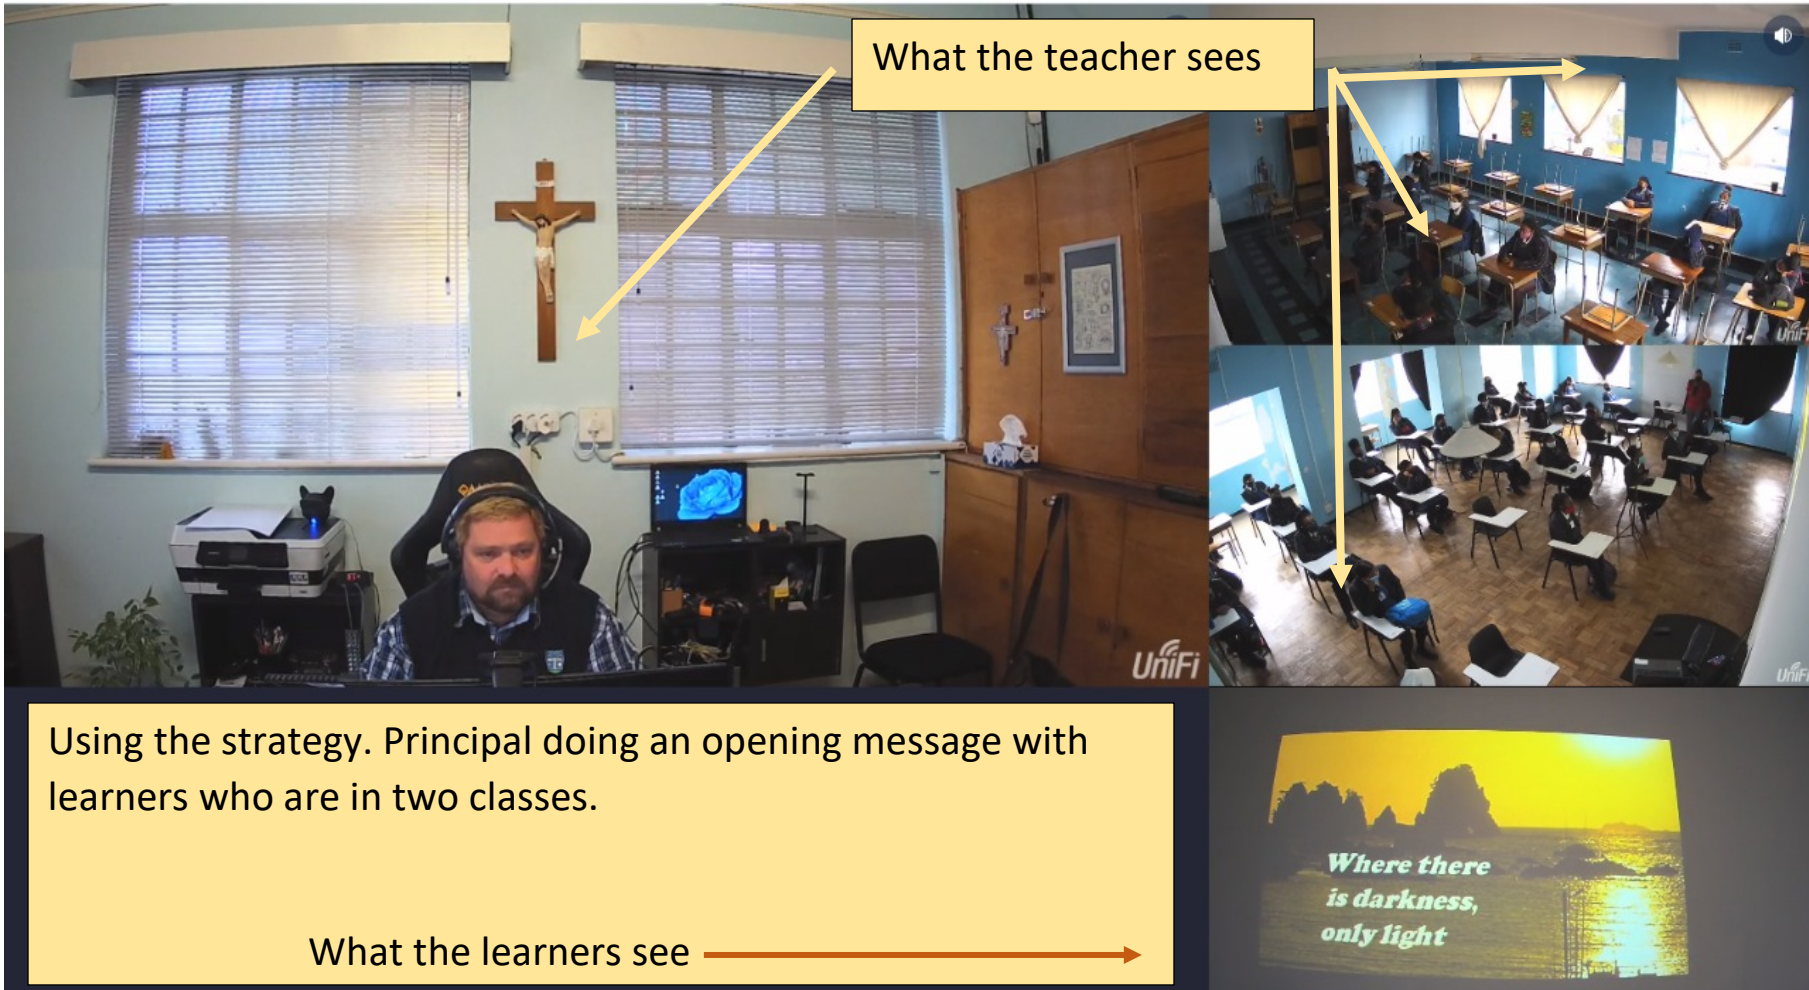 What the teacher sees
UniFi
UniFi
UniFi
Using the strategy. Principal doing an opening message with
learners who are in two classes.
What the learners see
Where there
is darkness,
only light